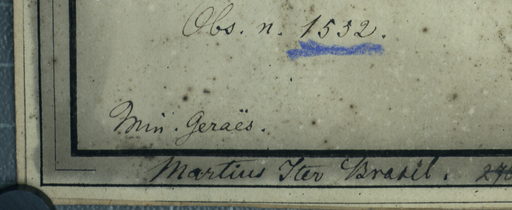 Obs. n. 1532.
Min. Geraës.
Martius Iter Brasil.